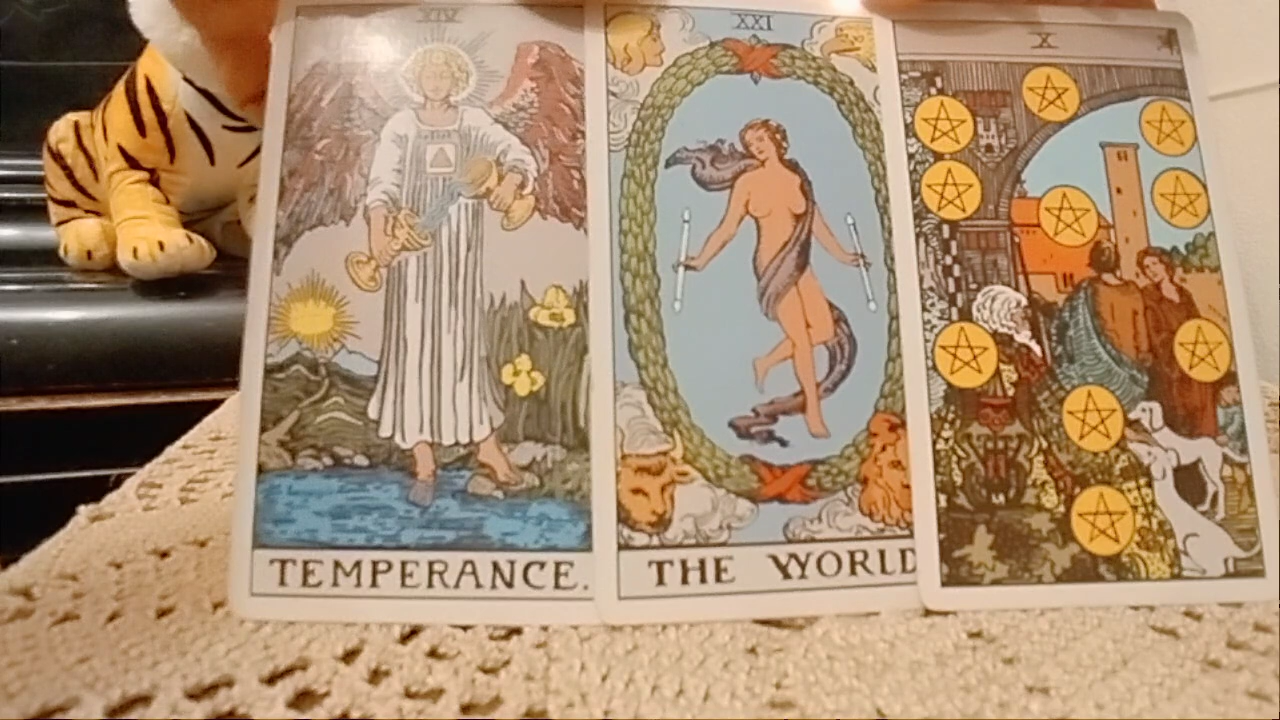 XIV
XXI
X
TEMPERANCE.
THE WORLD